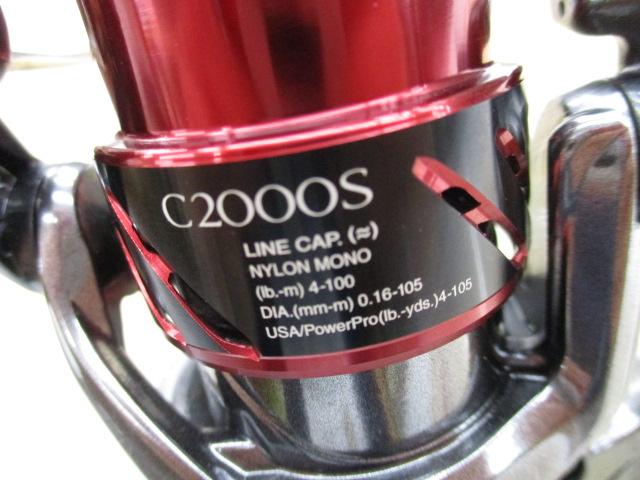 C2000S
LINE CAP. (≈)
NYLON MONO
(lb.-m) 4-100
DIA.(mm-m) 0.16-105
USA/PowerPro(lb.-yds.)4-105